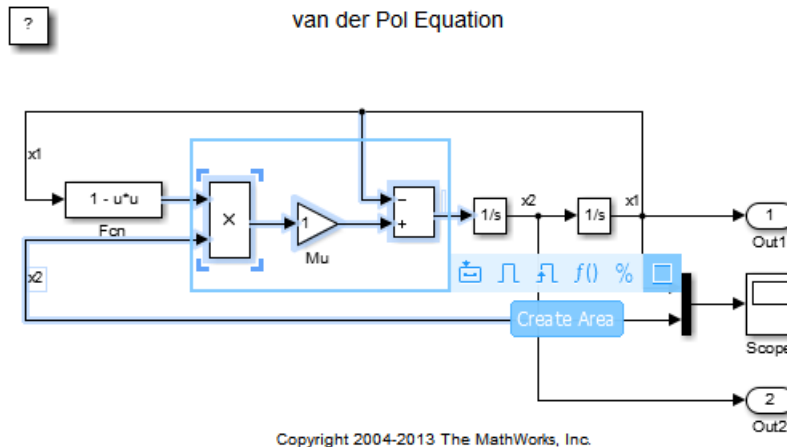 ?
van der Pol Equation
x1
1 - u*u
Fcn
×
1
Mu
−
+
1/s
x2
1/s
x1
1
Out1
x2
f()
%
Create Area
Scope
2
Out2
Copyright 2004-2013 The MathWorks, Inc.